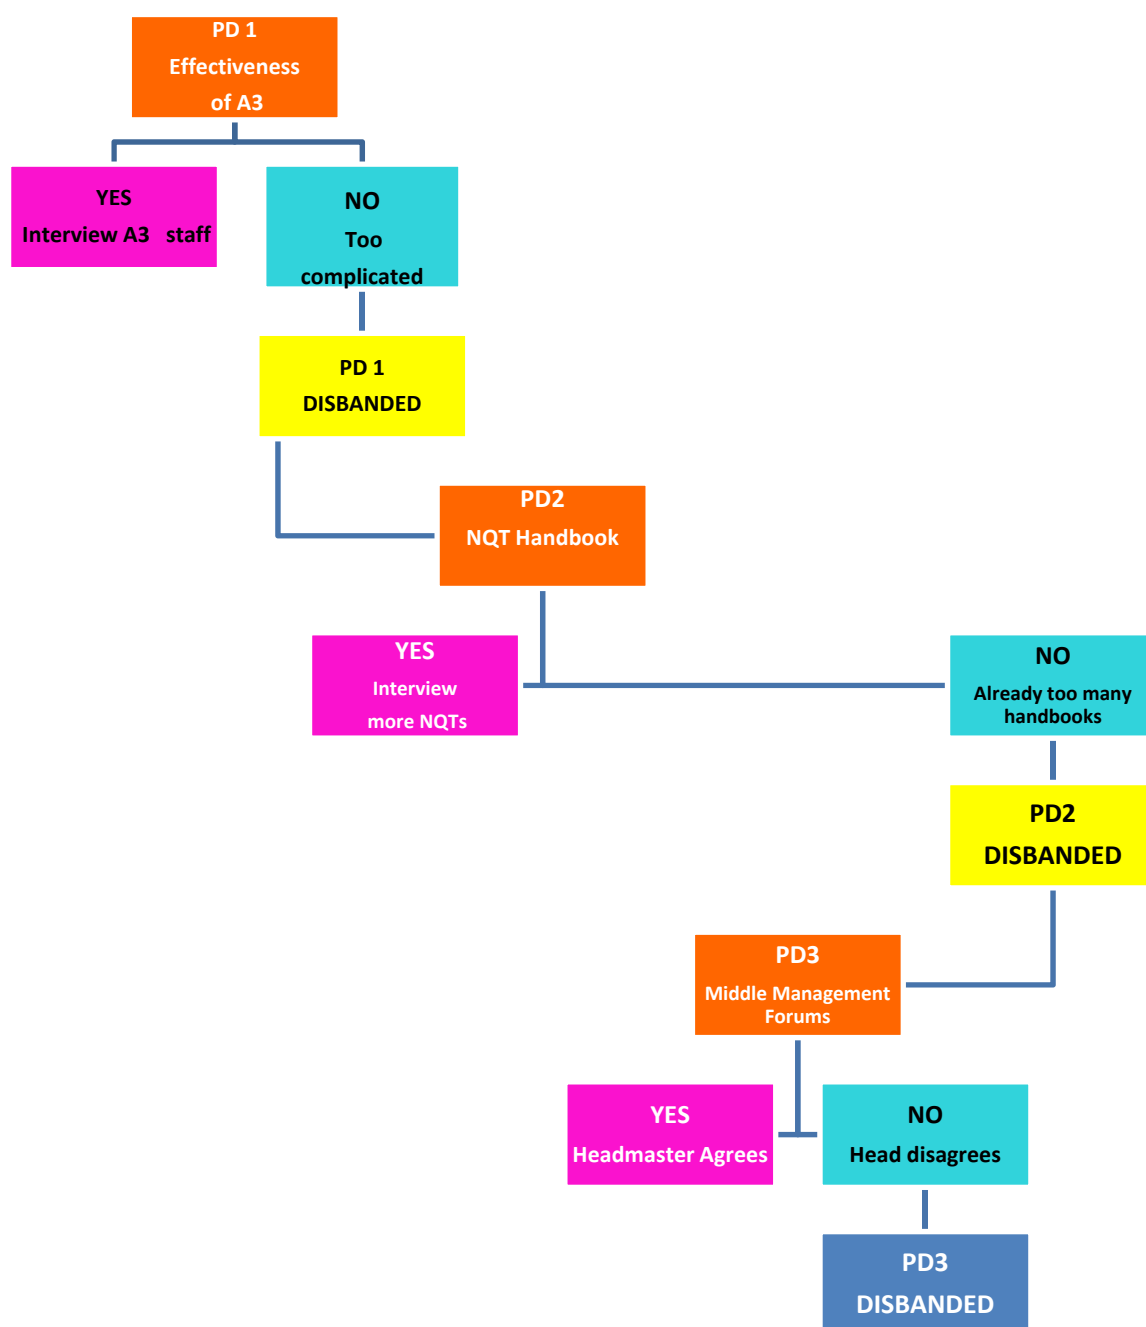 PD 1
Effectiveness
of A3
YES
Interview A3 staff
NO
Too
complicated
PD 1
DISBANDED
PD2
NQT Handbook
YES
Interview
more NQTs
NO
Already too many
handbooks
PD2
DISBANDED
PD3
Middle Management
Forums
YES
Headmaster Agrees
NO
Head disagrees
PD3
DISBANDED